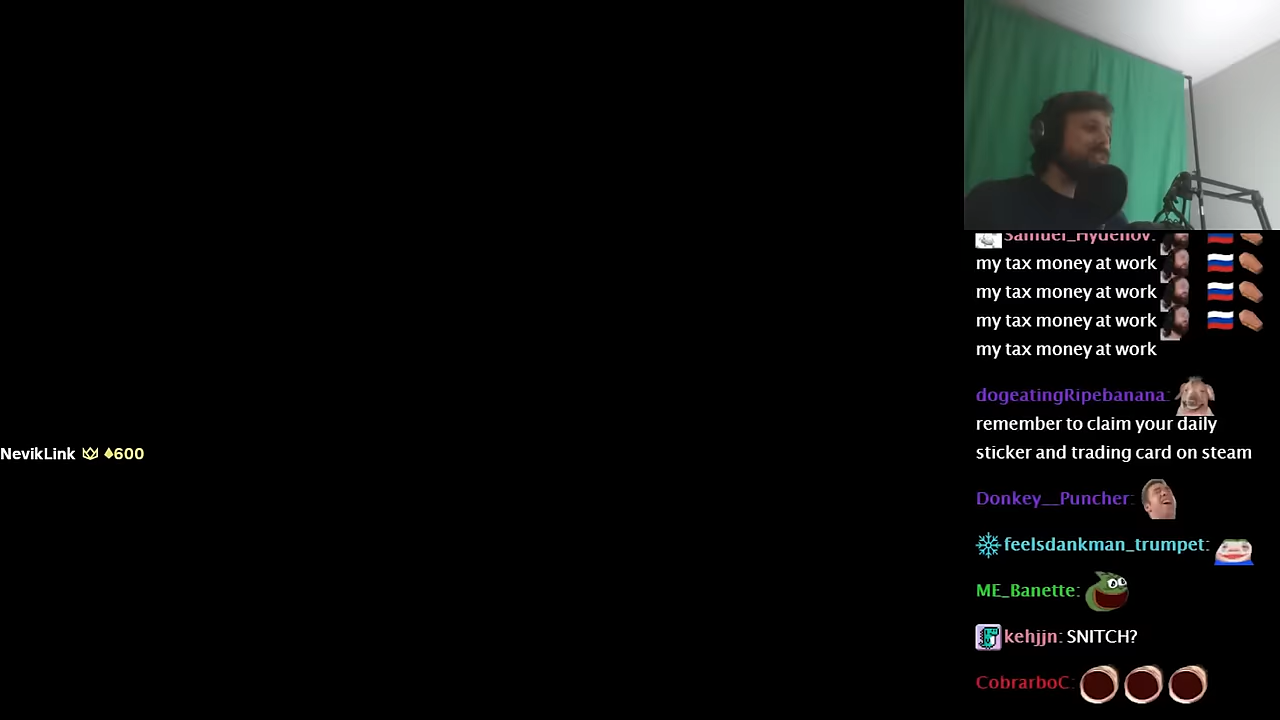 Samuel_Hydenov:
my tax money at work
my tax money at work
my tax money at work
my tax money at work
dogeatingRipebanana:
remember to claim your daily
sticker and trading card on steam
Donkey__Puncher:
feelsdankman_trumpet:
ME_Banette:
kehjjn: SNITCH?
CobrarboC:
NevikLink 600